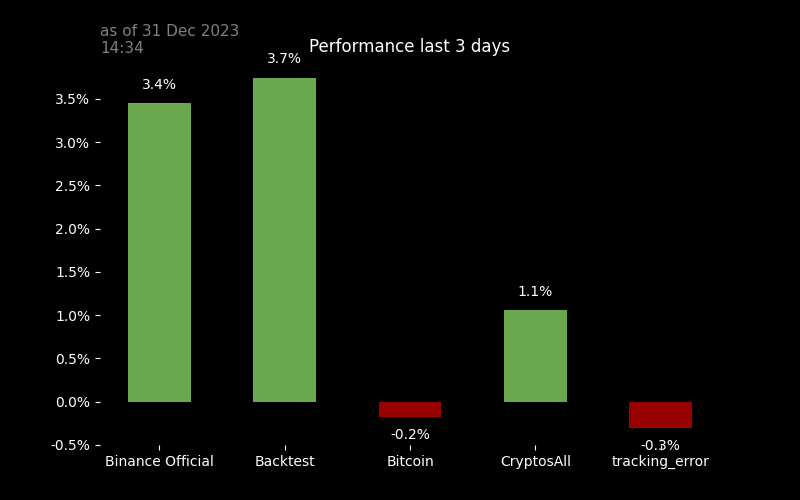 as of 31 Dec 2023
14:34
Performance last 3 days
3.4%
3.7%
-0.2%
1.1%
-0.3%
3.5%
3.0%
2.5%
2.0%
1.5%
1.0%
0.5%
0.0%
-0.5%
Binance Official
Backtest
Bitcoin
CryptosAll
tracking_error